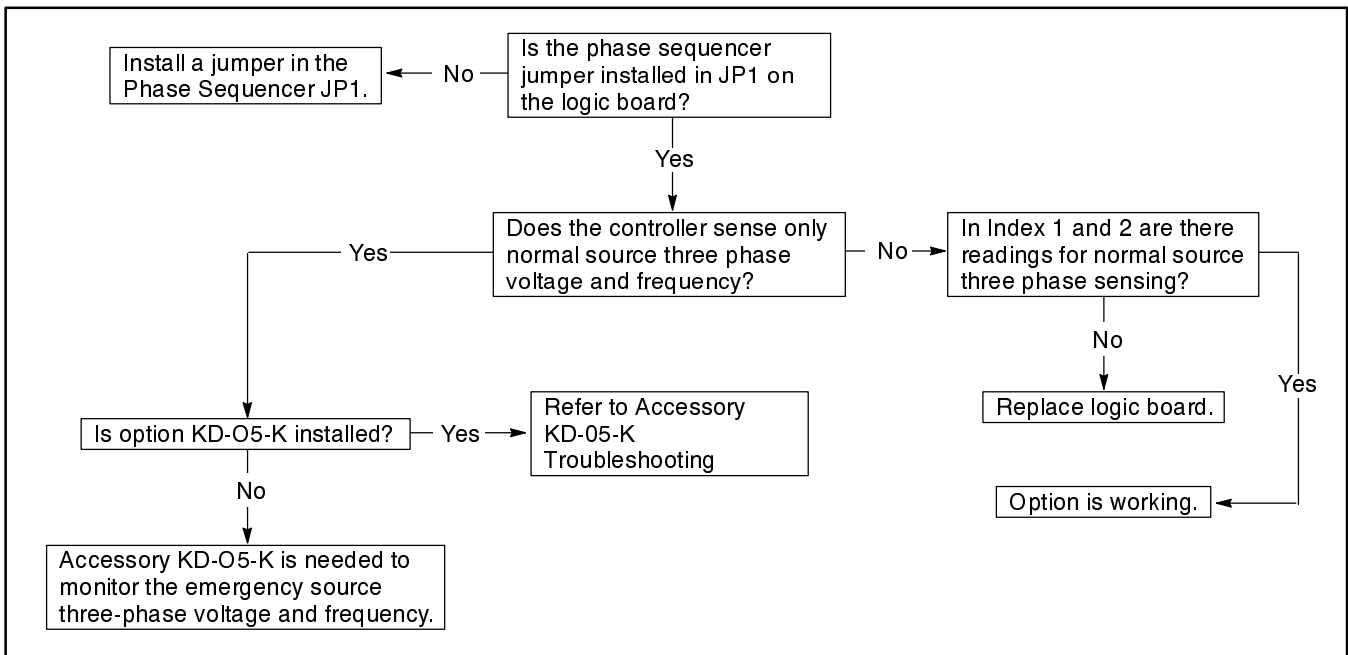 Install a jumper in the
Phase Sequencer JP1.
No
Is the phase sequencer
jumper installed in JP1 on
the logic board?
Yes
Does the controller sense only
normal source three phase
voltage and frequency?
Yes
No
In Index 1 and 2 are there
readings for normal source
three phase sensing?
No
Yes
Replace logic board.
Option is working.
Is option KD-O5-K installed?
Yes
Refer to Accessory
KD-05-K
Troubleshooting
No
Accessory KD-O5-K is needed to
monitor the emergency source
three-phase voltage and frequency.